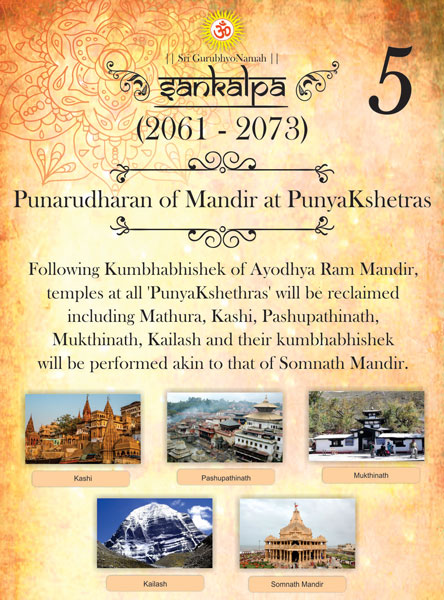 ॐ
|| Sri GurubhyoNamah ||
Sankalpa
5
(2061 - 2073)
Punarudharan of Mandir at PunyaKshetras
Following Kumbhabhishek of Ayodhya Ram Mandir,
temples at all 'PunyaKshethras' will be reclaimed
including Mathura, Kashi, Pashupathinath,
Mukthinath, Kailash and their kumbhabhishek
will be performed akin to that of Somnath Mandir.
Kashi
Pashupathinath
Mukthinath
Kailash
Somnath Mandir